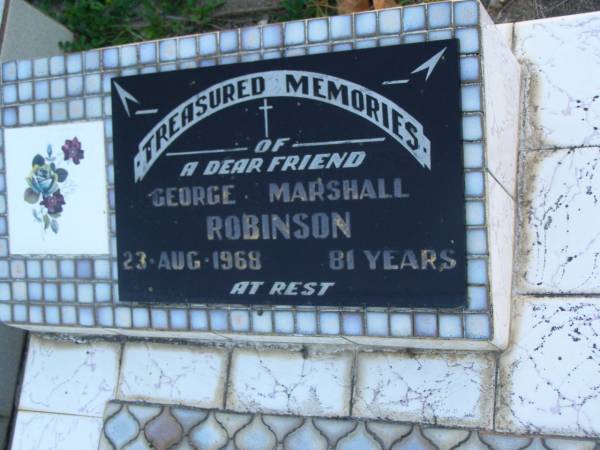 TREASURED MEMORIES
OF
A DEAR FRIEND
GEORGE MARSHALL
ROBINSON
23·AUG·1968 81 YEARS
AT REST